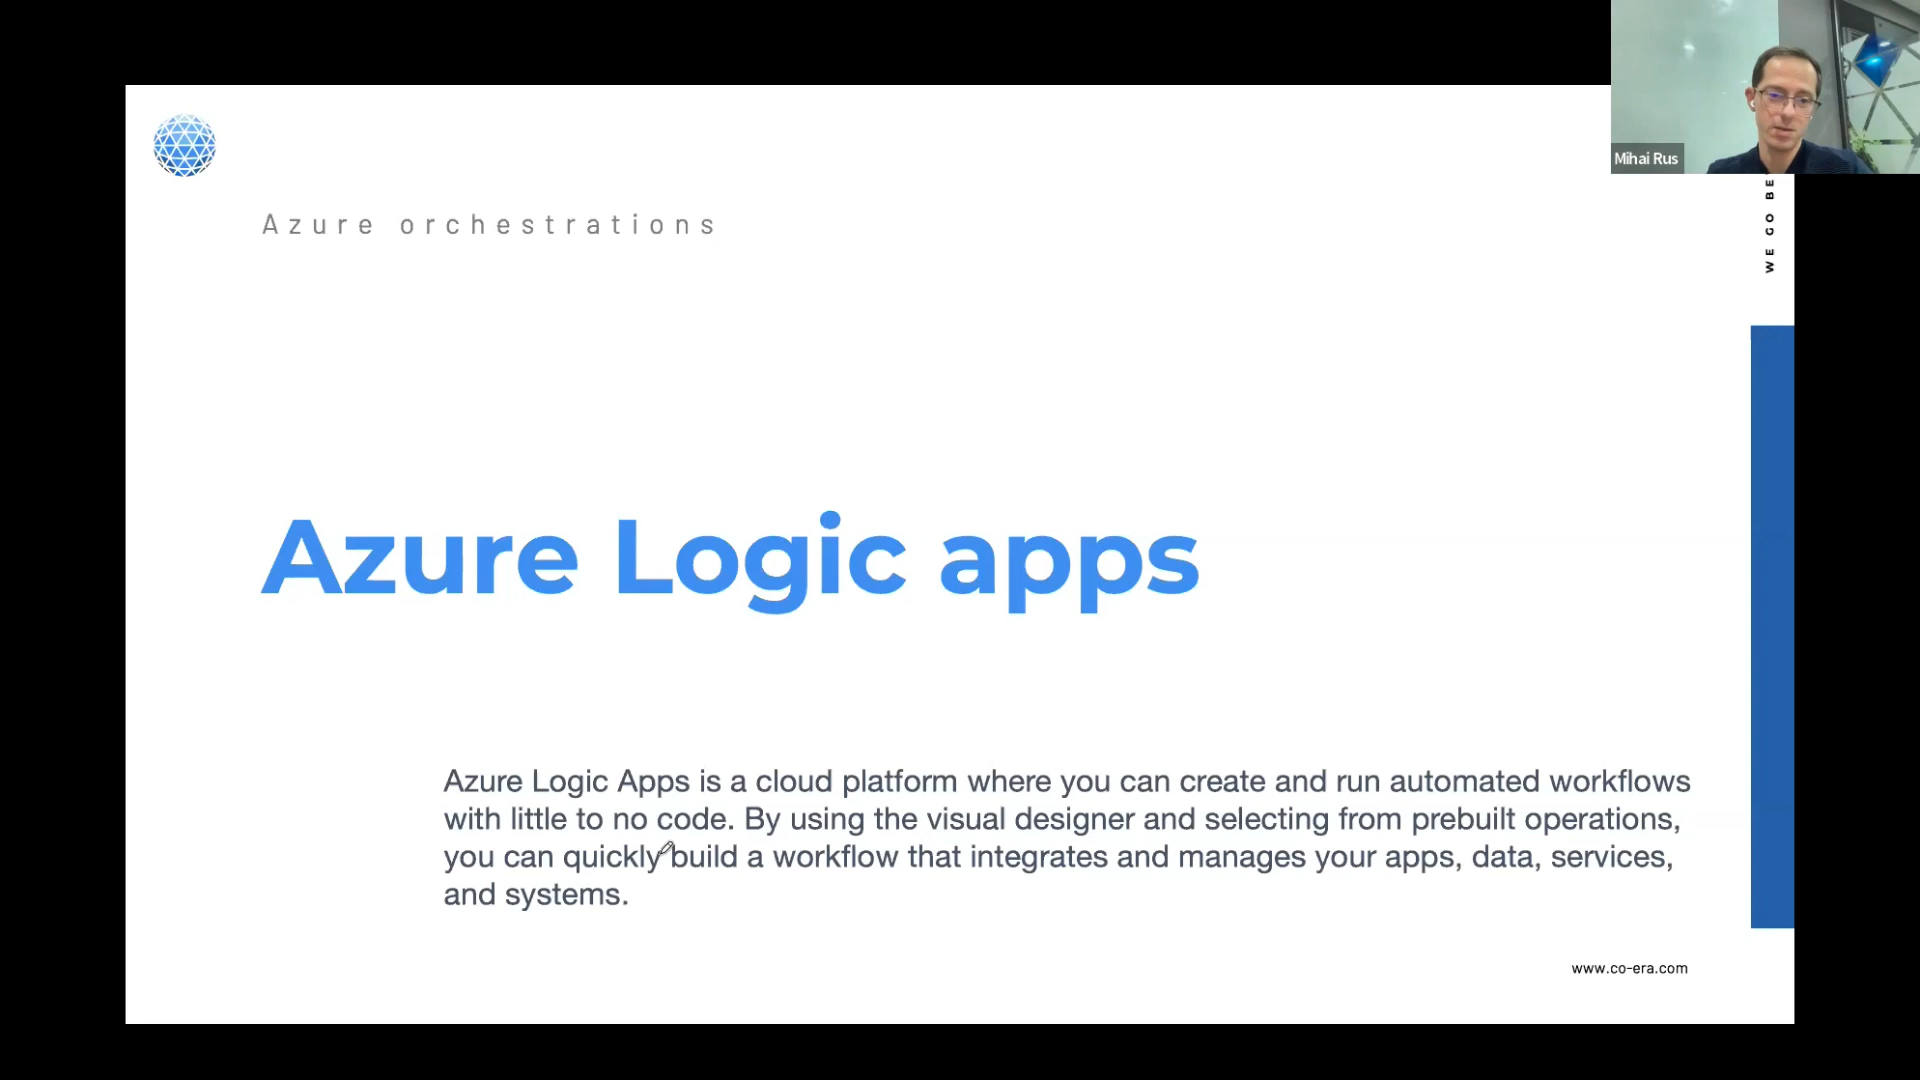 Mihai Rus
WE GO BE
Azure orchestrations
Azure Logic apps
Azure Logic Apps is a cloud platform where you can create and run automated workflows
with little to no code. By using the visual designer and selecting from prebuilt operations,
you can quickly build a workflow that integrates and manages your apps, data, services,
and systems.
www.co-era.com